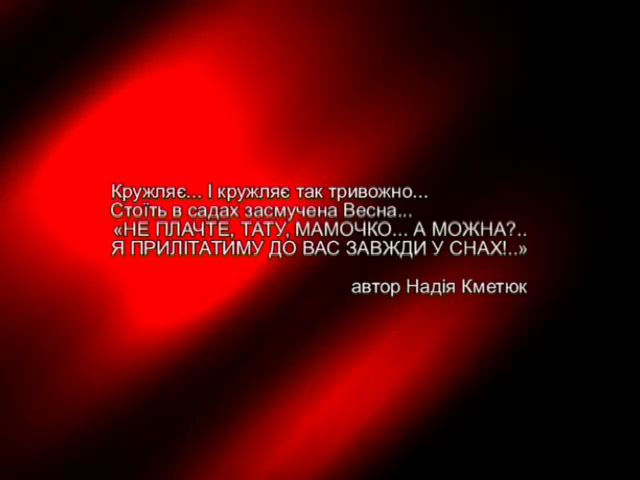 Кружляє... І кружляє так тривожно...
Стоїть в садах засмучена Весна...
«НЕ ПЛАЧТЕ, ТАТУ, МАМОЧКО... А МОЖНА?..
Я ПРИЛІТАТИМУ ДО ВАС ЗАВЖДИ У СНАХ!..»
автор Надія Кметюк